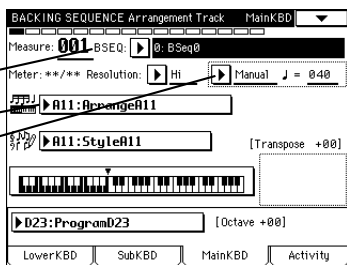 BACKING SEQUENCE Arrangement Track MainKBD
Measure: 001 BSEQ: 0: BSeq0
Meter: **/** Resolution: Hi Manual ♩ = 040
A11:ArrangeA11
A11:StyleA11 [Transpose +00]
D23:ProgramD23 [Octave +00]
LowerKBD SubKBD MainKBD Activity